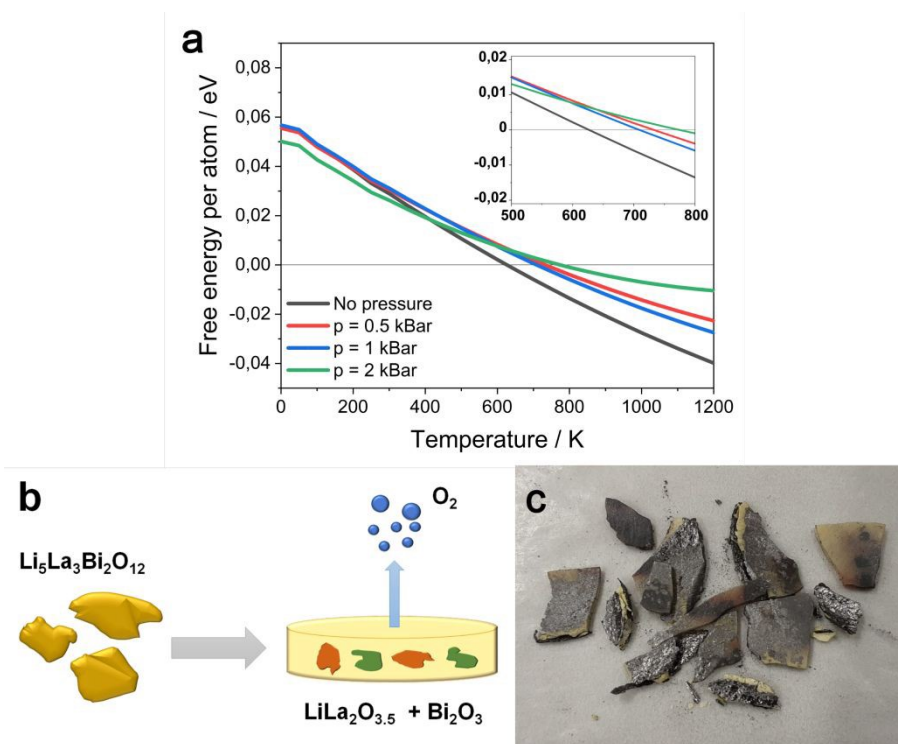 a
Free energy per atom / eV
0,08
0,06
0,04
0,02
0,00
-0,02
-0,04
0 200 400 600 800 1000 1200
Temperature / K
No pressure
p = 0.5 kBar
p = 1 kBar
p = 2 kBar
0,02
0,01
0
-0,01
-0,02
500 600 700 800
b
Li₅La₃Bi₂O₁₂
O₂
LiLa₂O₃.₅ + Bi₂O₃
c